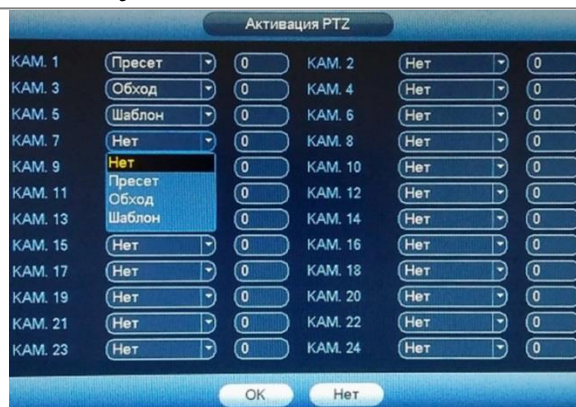 Активация PTZ
КАМ. 1 Пресет 0 КАМ. 2 Нет 0
КАМ. 3 Обход 0 КАМ. 4 Нет 0
КАМ. 5 Шаблон 0 КАМ. 6 Нет 0
КАМ. 7 Нет 0 КАМ. 8 Нет 0
КАМ. 9 Нет 0 КАМ. 10 Нет 0
Пресет
КАМ. 11 Обход 0 КАМ. 12 Нет 0
КАМ. 13 Шаблон 0 КАМ. 14 Нет 0
КАМ. 15 Нет 0 КАМ. 16 Нет 0
КАМ. 17 Нет 0 КАМ. 18 Нет 0
КАМ. 19 Нет 0 КАМ. 20 Нет 0
КАМ. 21 Нет 0 КАМ. 22 Нет 0
КАМ. 23 Нет 0 КАМ. 24 Нет 0
OK Нет